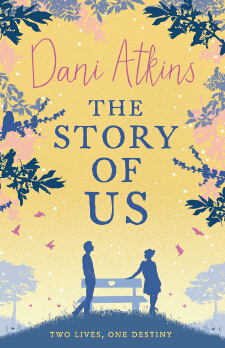 Dani Atkins
THE
STORY
OF
US
TWO LIVES, ONE DESTINY